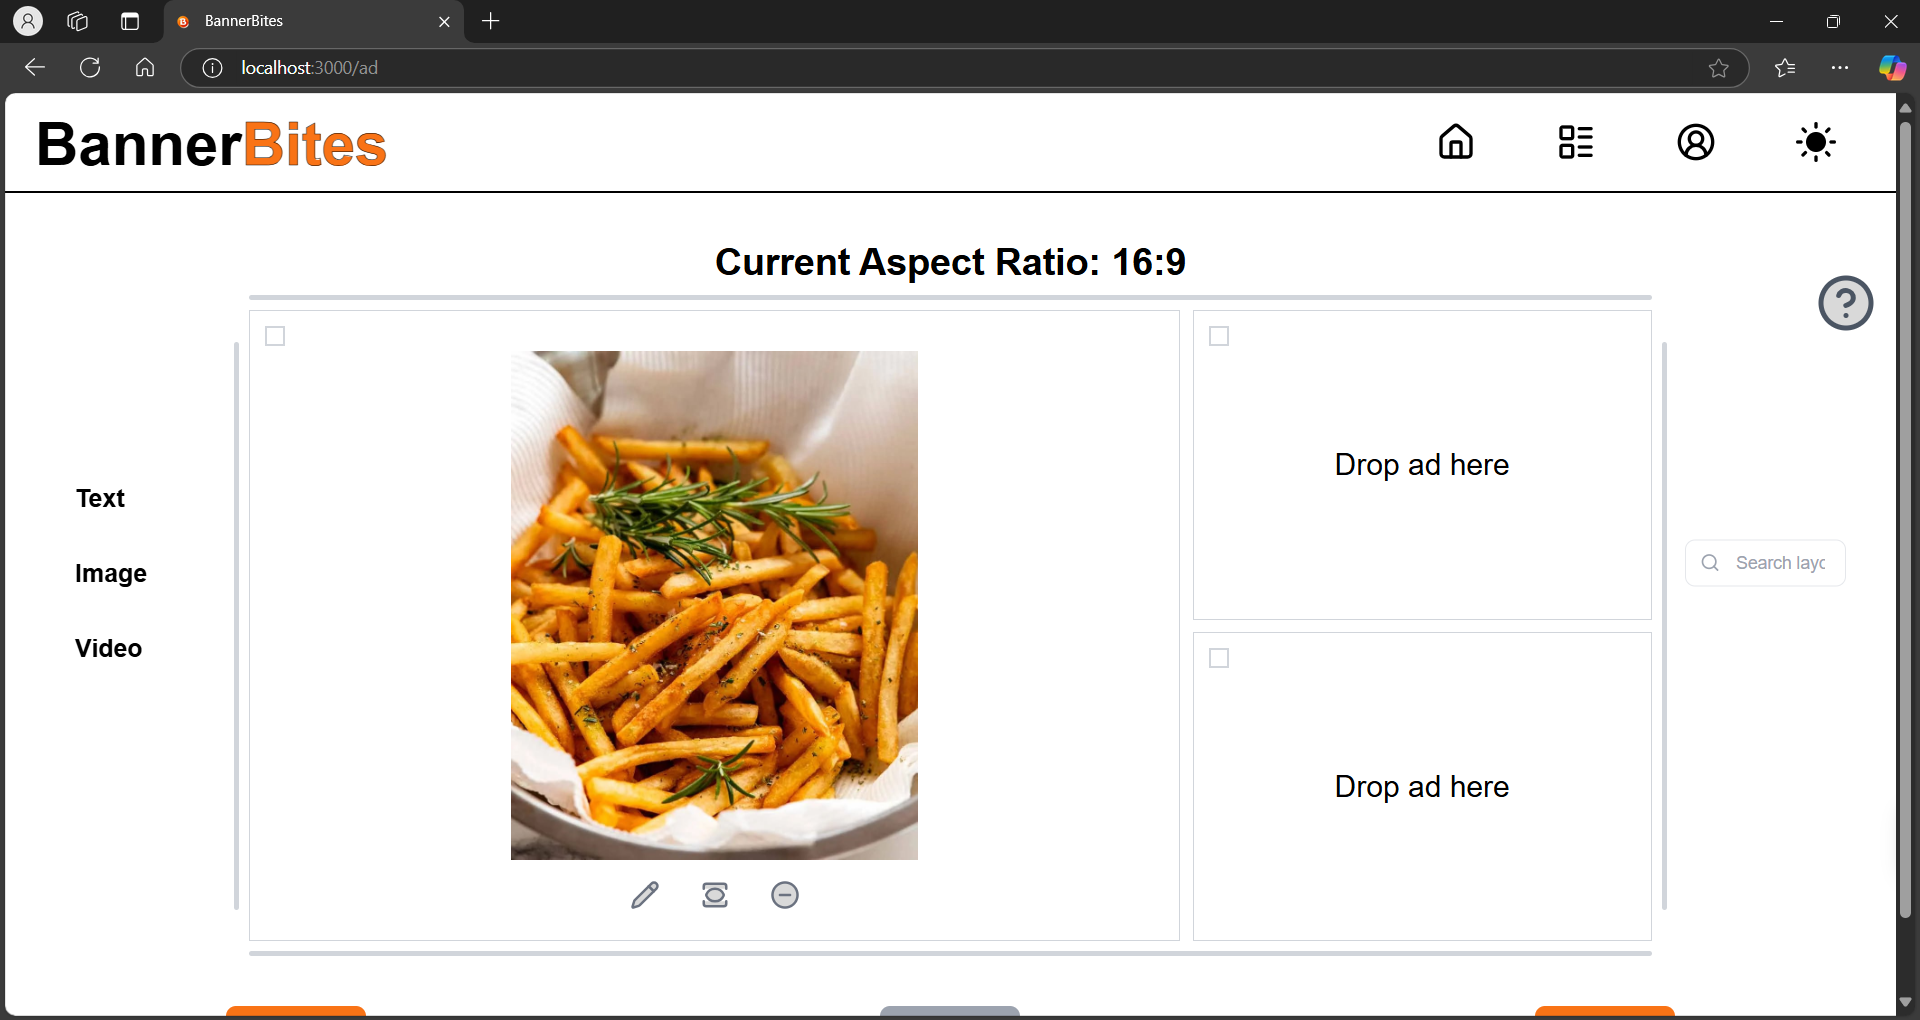 BannerBites
localhost:3000/ad
BannerBites
Current Aspect Ratio: 16:9
Text
Image
Video
Drop ad here
Drop ad here
Search layo